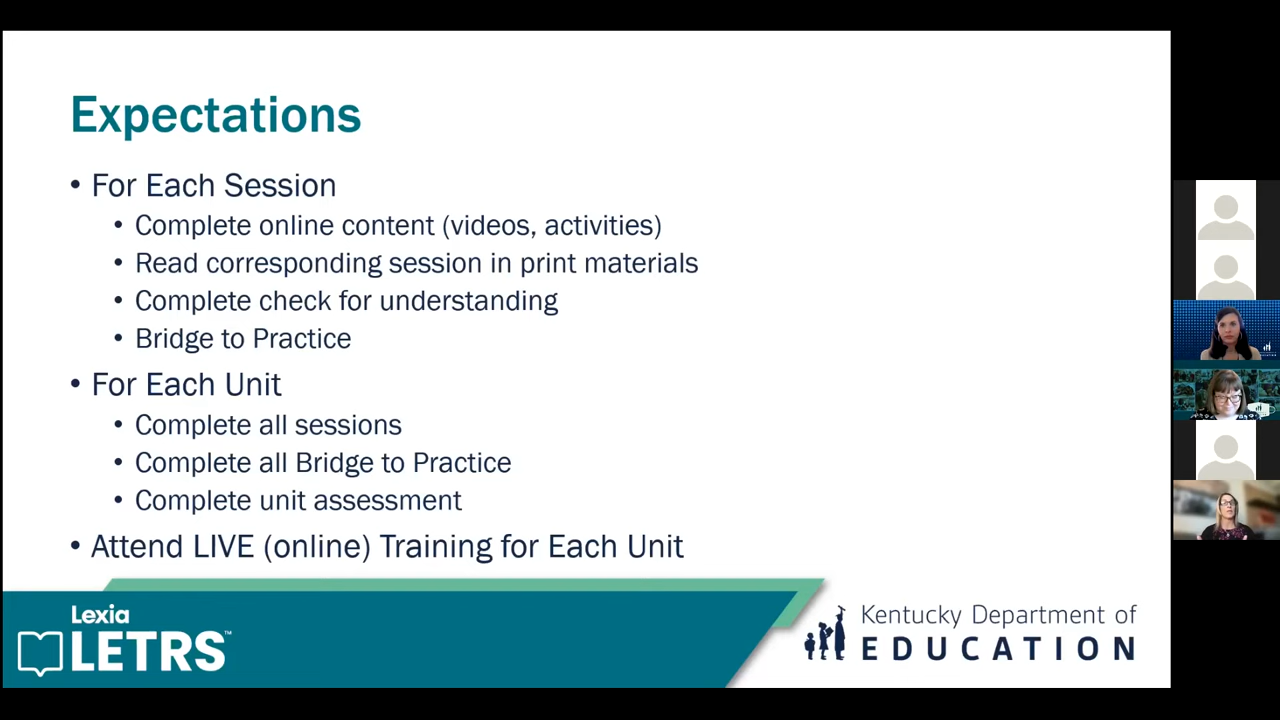 Expectations
• For Each Session
• Complete online content (videos, activities)
• Read corresponding session in print materials
• Complete check for understanding
• Bridge to Practice
• For Each Unit
• Complete all sessions
• Complete all Bridge to Practice
• Complete unit assessment
• Attend LIVE (online) Training for Each Unit
Lexia
LETRS™
Kentucky Department of
EDUCATION